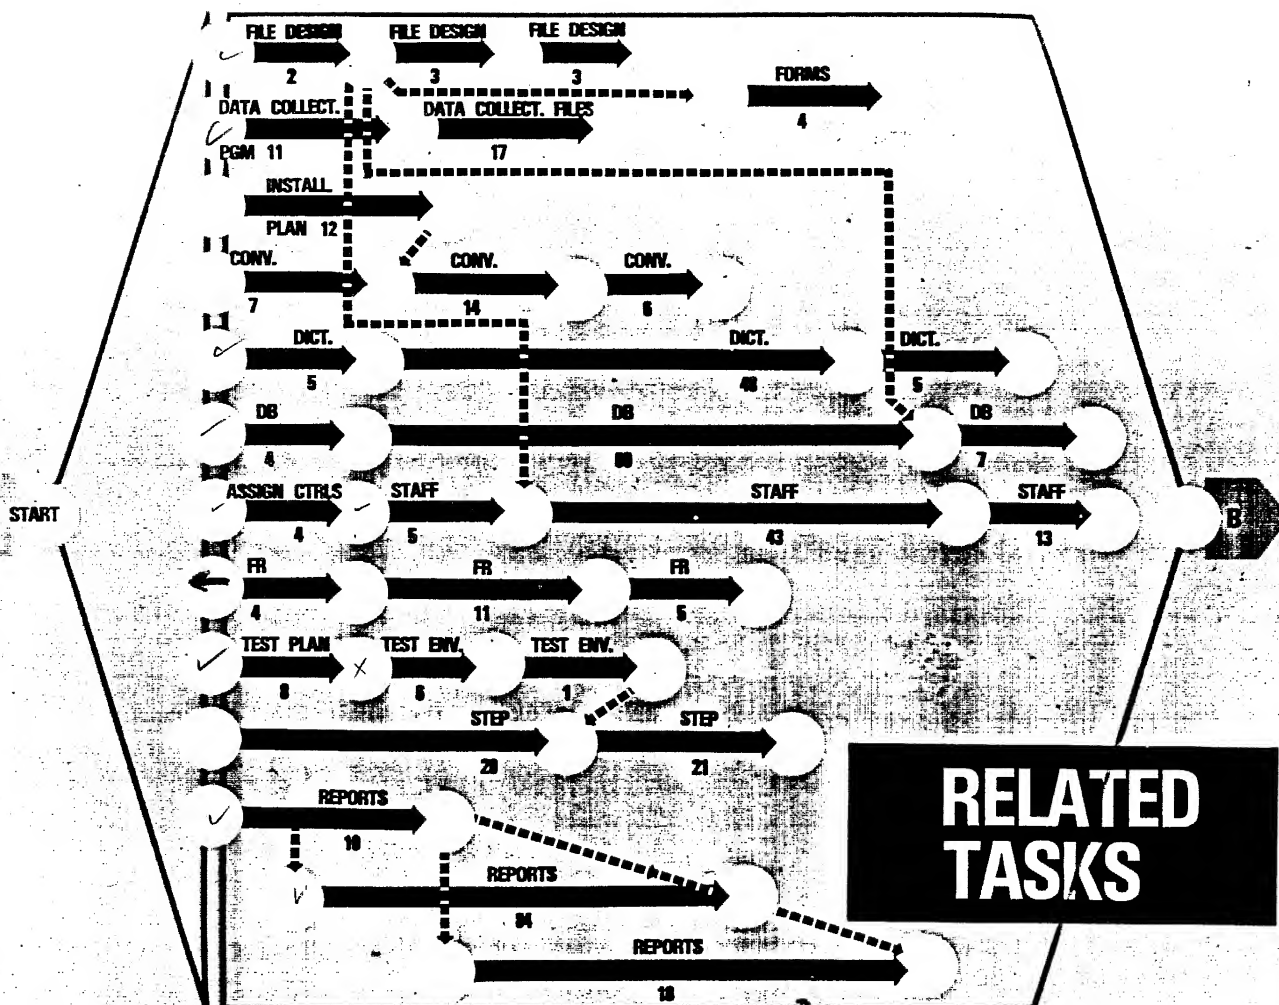 FILE DESIGN FILE DESIGN FILE DESIGN
2 3 3
FORMS
4
DATA COLLECT. DATA COLLECT. FILES
PGM 11 17
INSTALL
PLAN 12
CONV. CONV. CONV.
7 14 6
DICT. DICT. DICT.
5 5
DB DB DB
4 7
ASSIGN CTRLS STAFF STAFF STAFF
4 5 43 13
START
B
FR FR FR
4 11 5
TEST PLAN TEST ENV. TEST ENV.
8 6 1
STEP STEP
20 21
REPORTS
REPORTS
REPORTS
RELATED
TASKS